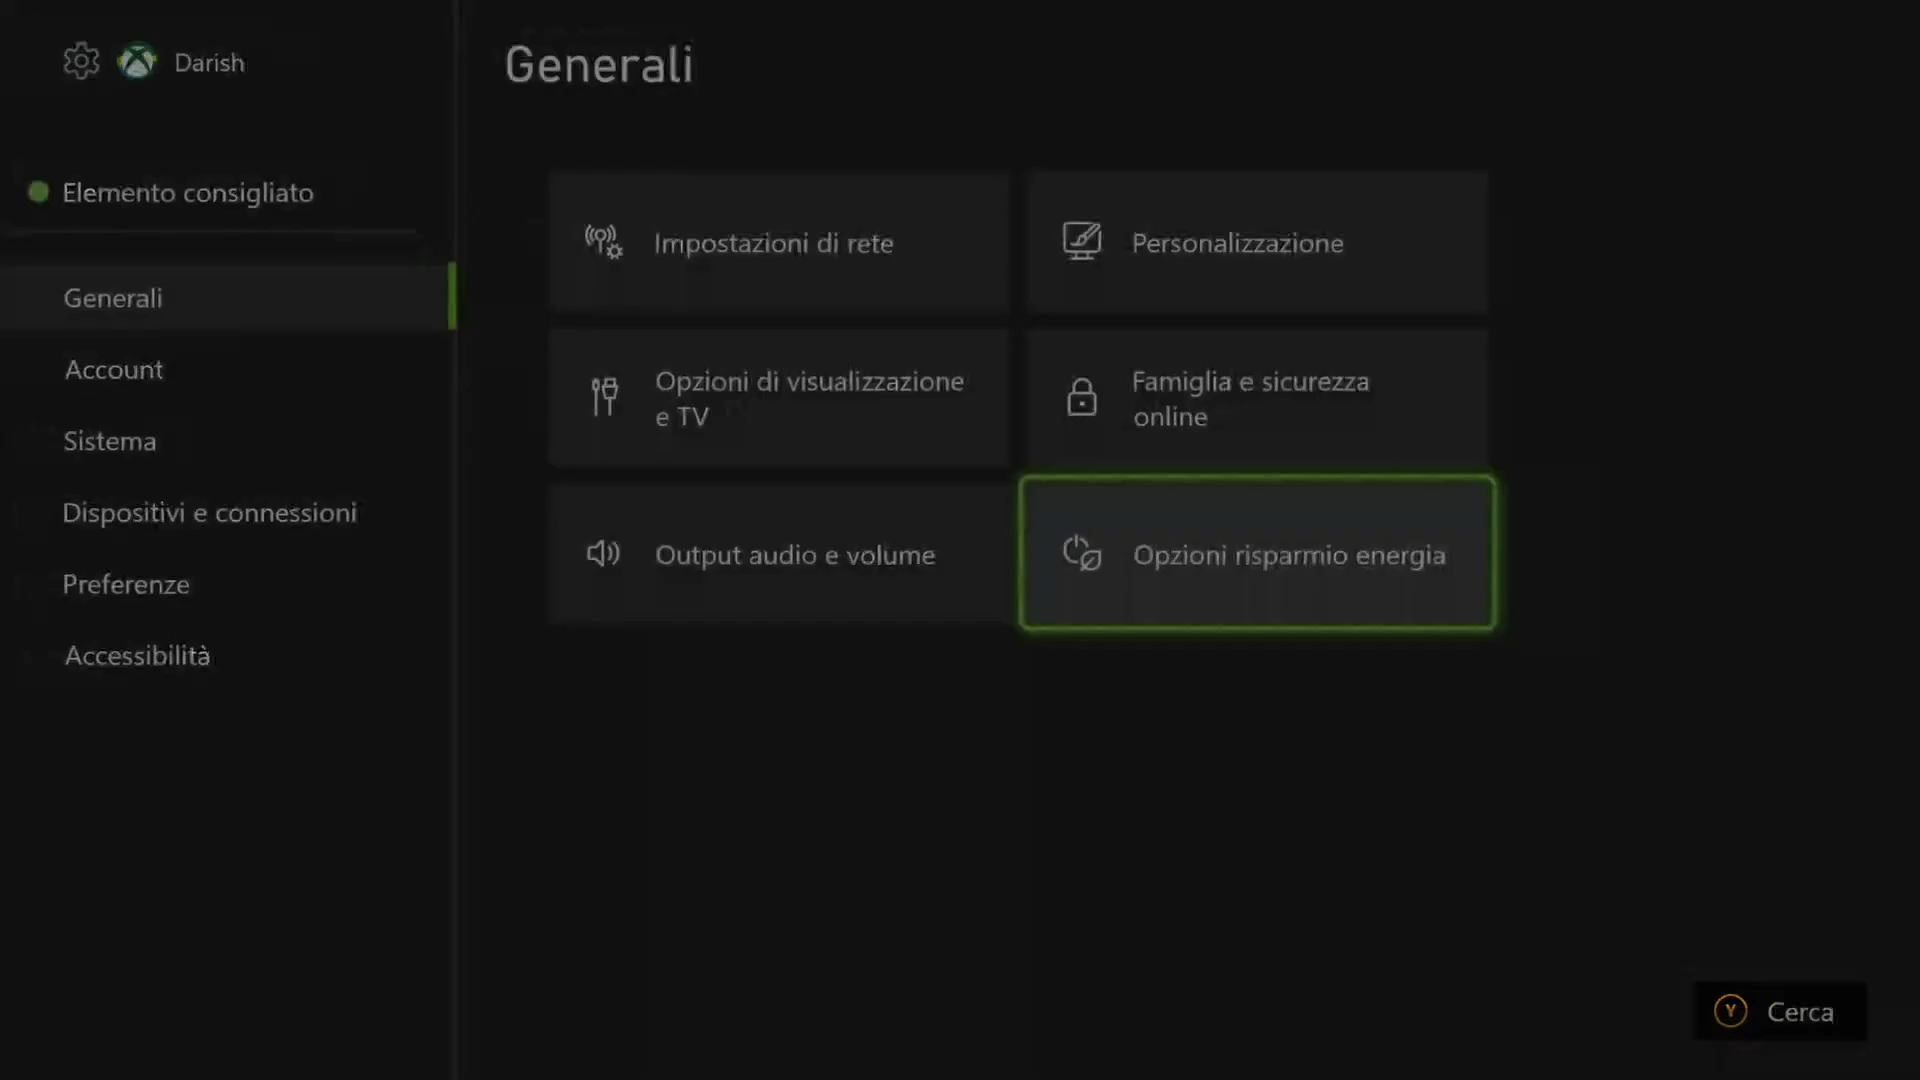 Darish
Generali
Elemento consigliato
Generali
Account
Sistema
Dispositivi e connessioni
Preferenze
Accessibilità
Impostazioni di rete
Personalizzazione
Opzioni di visualizzazione
e TV
Famiglia e sicurezza
online
Output audio e volume
Opzioni risparmio energia
Y Cerca